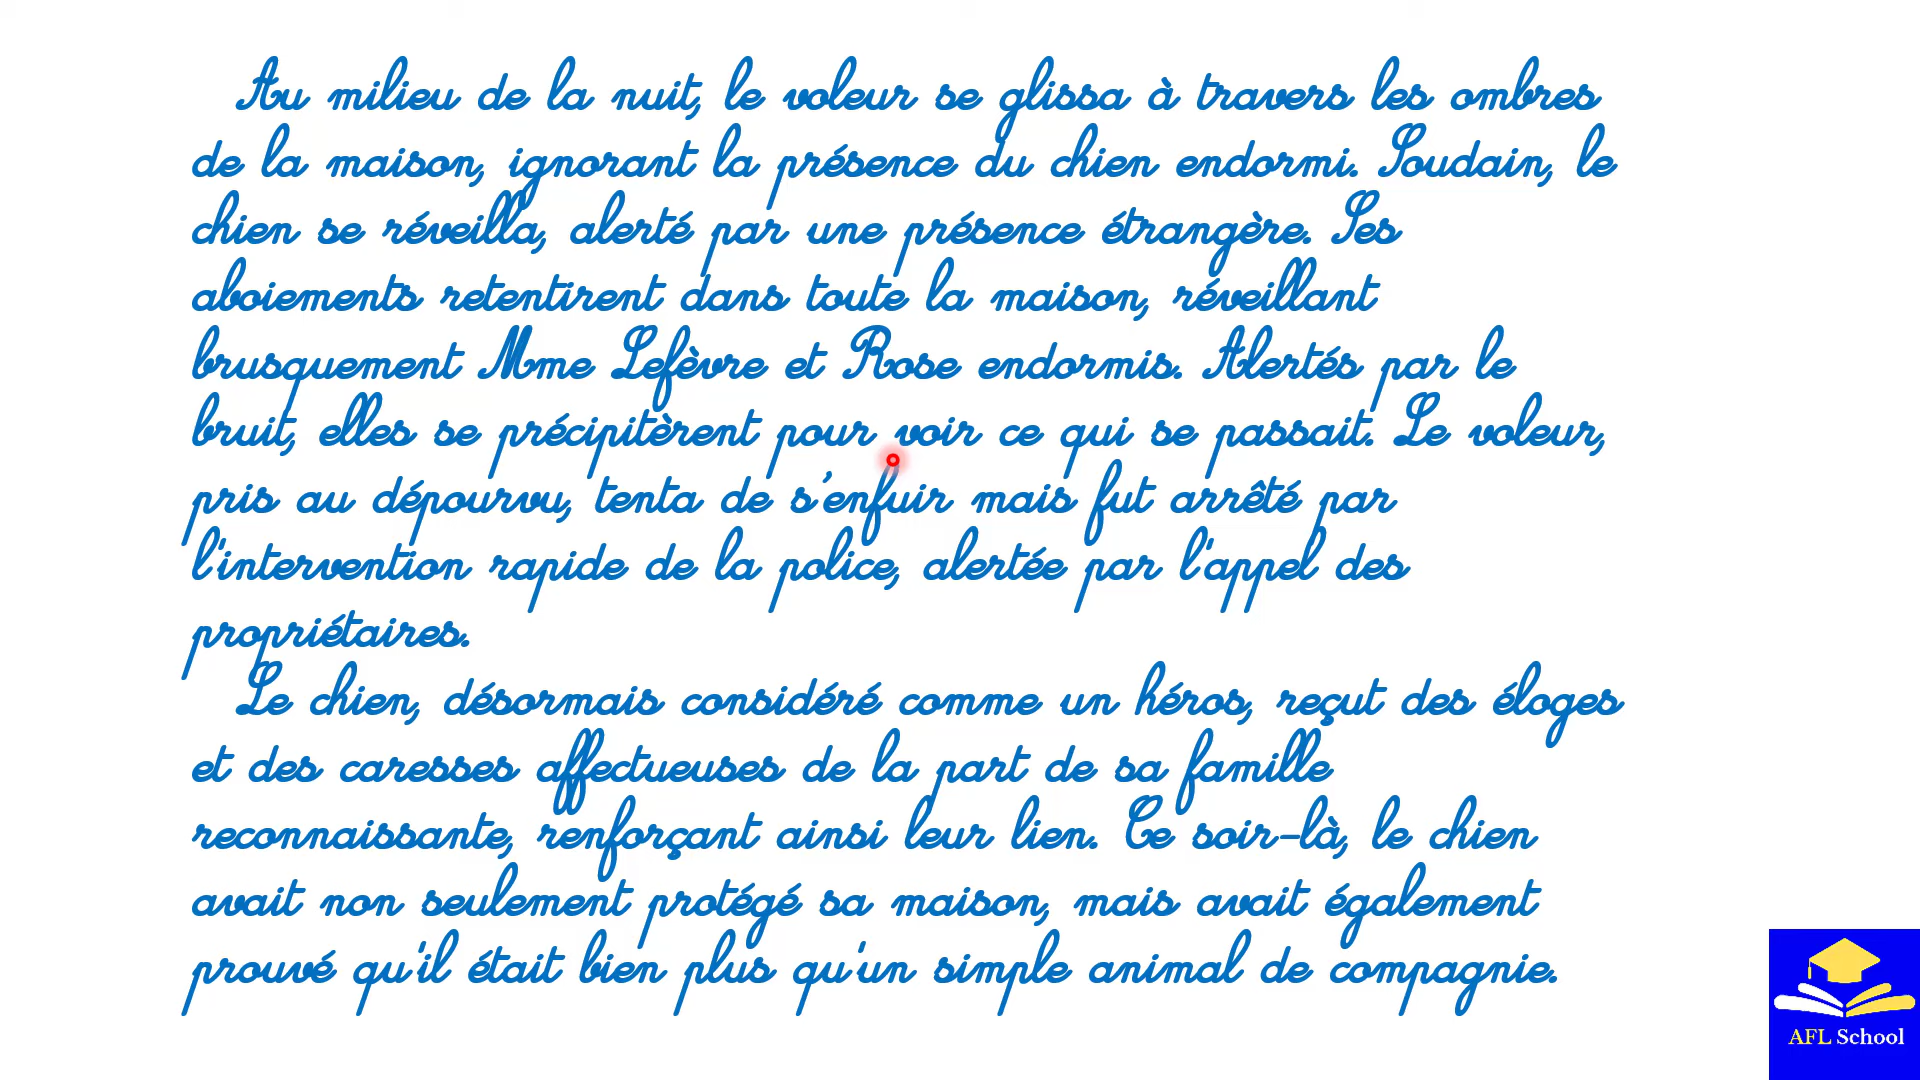 Au milieu de la nuit, le voleur se glissa à travers les ombres
de la maison, ignorant la présence du chien endormi. Soudain, le
chien se réveilla, alerté par une présence étrangère. Ses
aboiements retentirent dans toute la maison, réveillant
brusquement Mme Lefèvre et Rose endormis. Alertés par le
bruit, elles se précipitèrent pour voir ce qui se passait. Le voleur,
pris au dépourvu, tenta de s'enfuir mais fut arrêté par
l'intervention rapide de la police, alertée par l'appel des
propriétaires.
Le chien, désormais considéré comme un héros, reçut des éloges
et des caresses affectueuses de la part de sa famille
reconnaissante, renforçant ainsi leur lien. Ce soir-là, le chien
avait non seulement protégé sa maison, mais avait également
prouvé qu'il était bien plus qu'un simple animal de compagnie.
AFL School